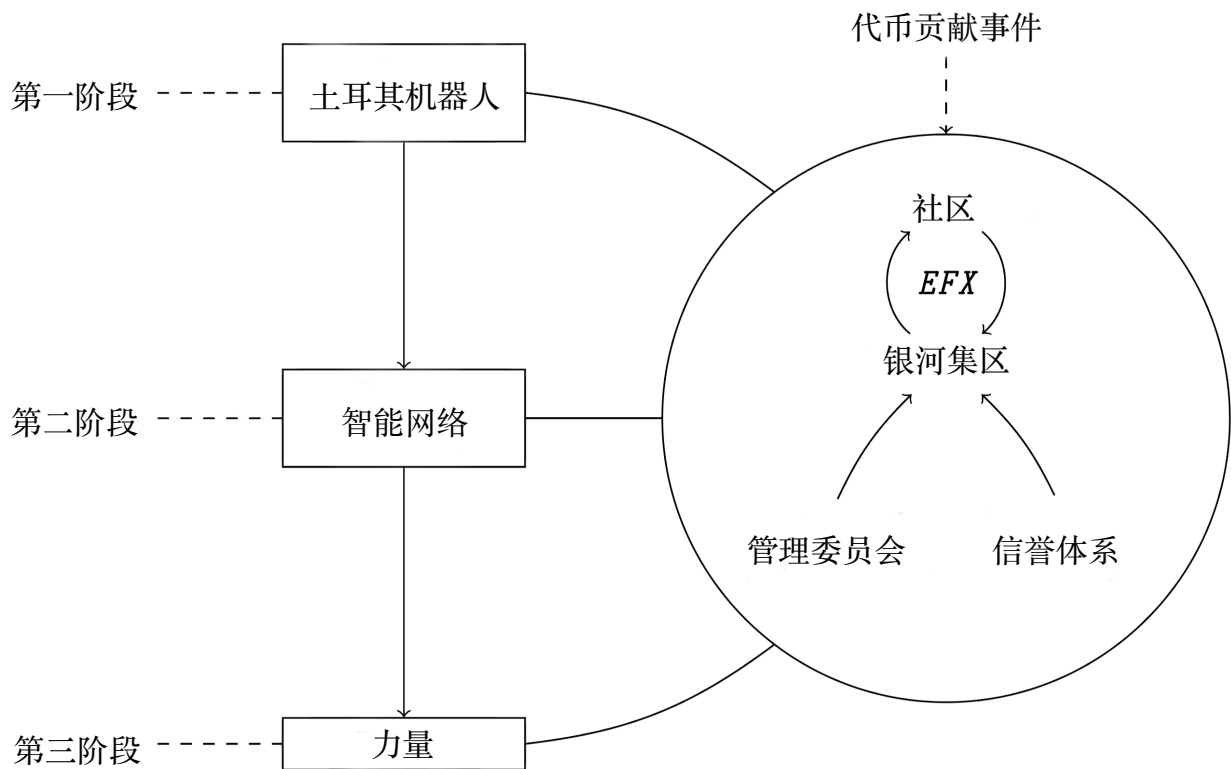 代币贡献事件
第一阶段
土耳其机器人
社区
EFX
银河集区
第二阶段
智能网络
管理委员会
信誉体系
第三阶段
力量